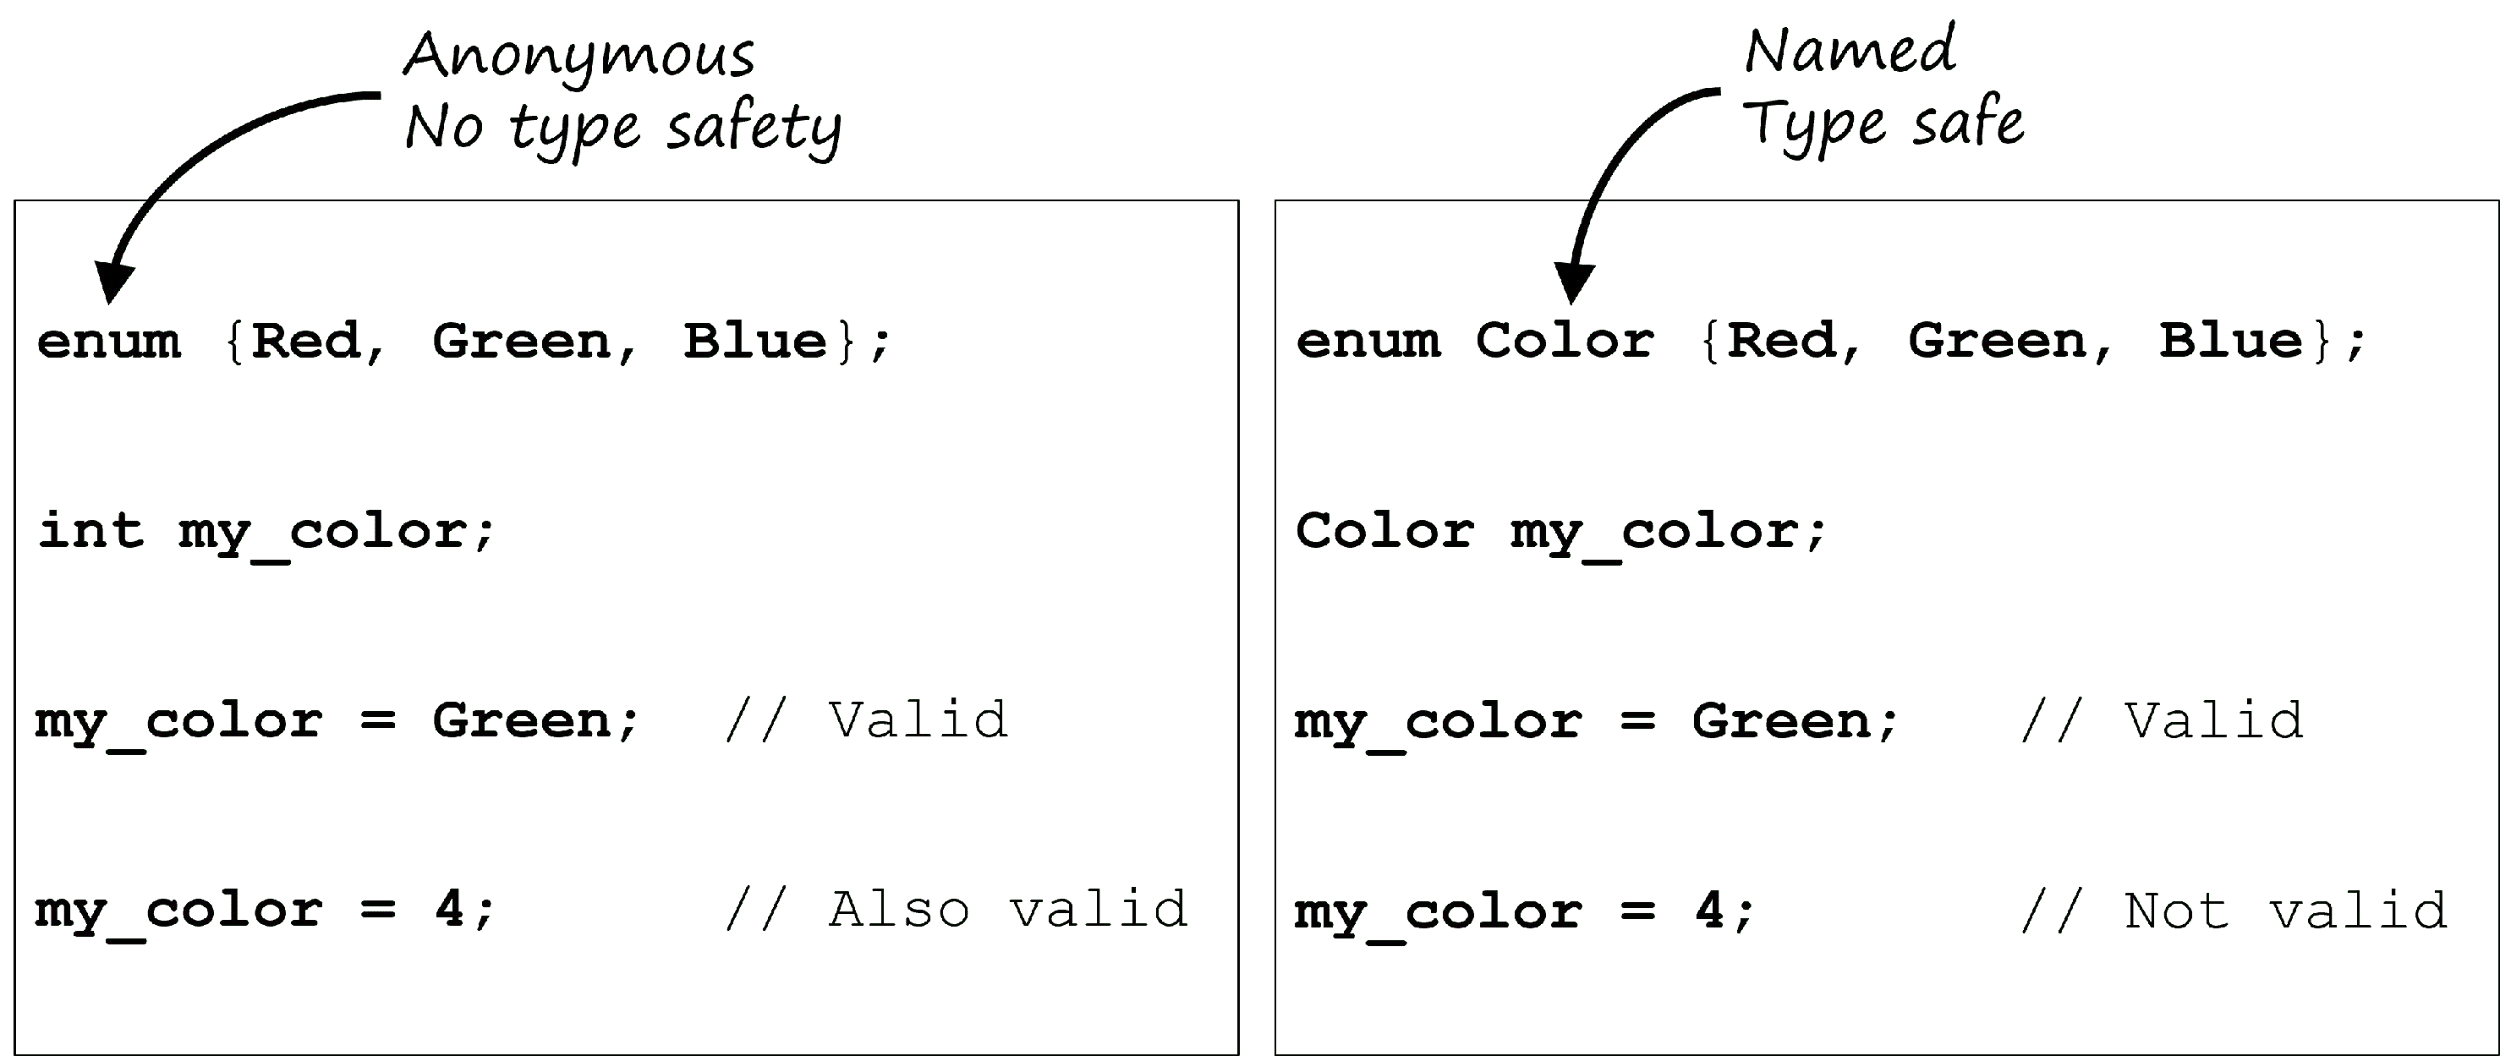 Anonymous
No type safety
enum {Red, Green, Blue};
int my_color;
my_color = Green; // Valid
my_color = 4; // Also valid
Named
Type safe
enum Color {Red, Green, Blue};
Color my_color;
my_color = Green; // Valid
my_color = 4; // Not valid